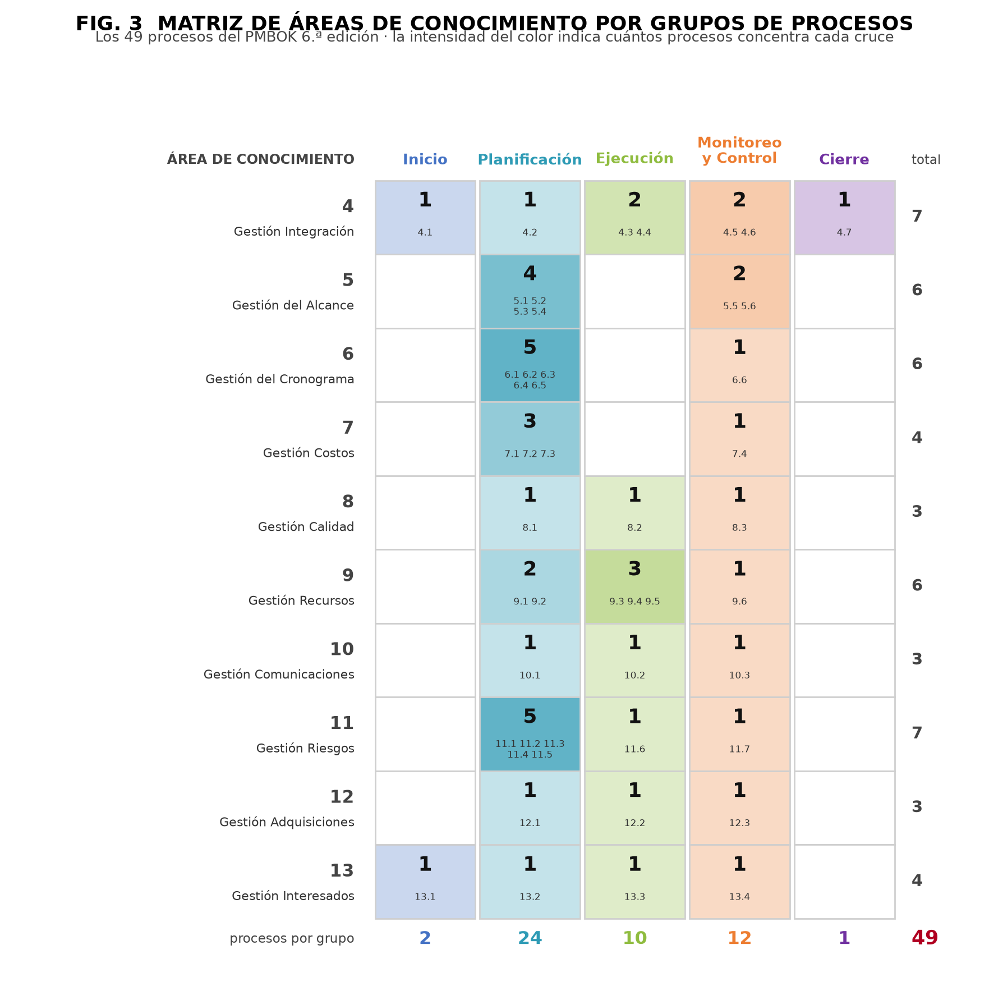 FIG. 3  MATRIZ DE ÁREAS DE CONOCIMIENTO POR GRUPOS DE PROCESOS
Los 49 procesos del PMBOK 6.ª edición · la intensidad del color indica cuántos procesos concentra cada cruce
ÁREA DE CONOCIMIENTO Inicio Planificación Ejecución Monitoreo
y Control Cierre total
4 1 1 2 2 1 7
Gestión Integración 4.1 4.2 4.3 4.4 4.5 4.6 4.7
5 4 2 6
Gestión del Alcance 5.1 5.2
5.3 5.4 5.5 5.6
6 5 1 6
Gestión del Cronograma 6.1 6.2 6.3
6.4 6.5 6.6
7 3 1 4
Gestión Costos 7.1 7.2 7.3 7.4
8 1 1 1 3
Gestión Calidad 8.1 8.2 8.3
9 2 3 1 6
Gestión Recursos 9.1 9.2 9.3 9.4 9.5 9.6
10 1 1 1 3
Gestión Comunicaciones 10.1 10.2 10.3
11 5 1 1 7
Gestión Riesgos 11.1 11.2 11.3
11.4 11.5 11.6 11.7
12 1 1 1 3
Gestión Adquisiciones 12.1 12.2 12.3
13 1 1 1 1 4
Gestión Interesados 13.1 13.2 13.3 13.4
procesos por grupo 2 24 10 12 1 49